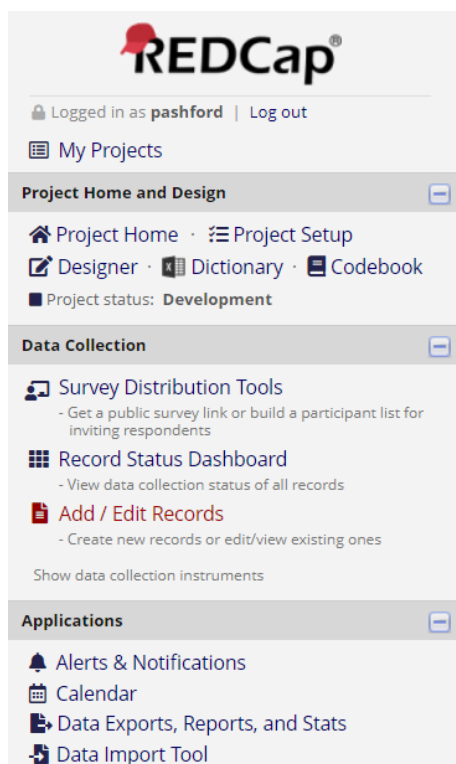 REDCap®
Logged in as pashford | Log out
My Projects
Project Home and Design
Project Home · Project Setup
Designer · Dictionary · Codebook
Project status: Development
Data Collection
Survey Distribution Tools
- Get a public survey link or build a participant list for
inviting respondents
Record Status Dashboard
- View data collection status of all records
Add / Edit Records
- Create new records or edit/view existing ones
Show data collection instruments
Applications
Alerts & Notifications
Calendar
Data Exports, Reports, and Stats
Data Import Tool